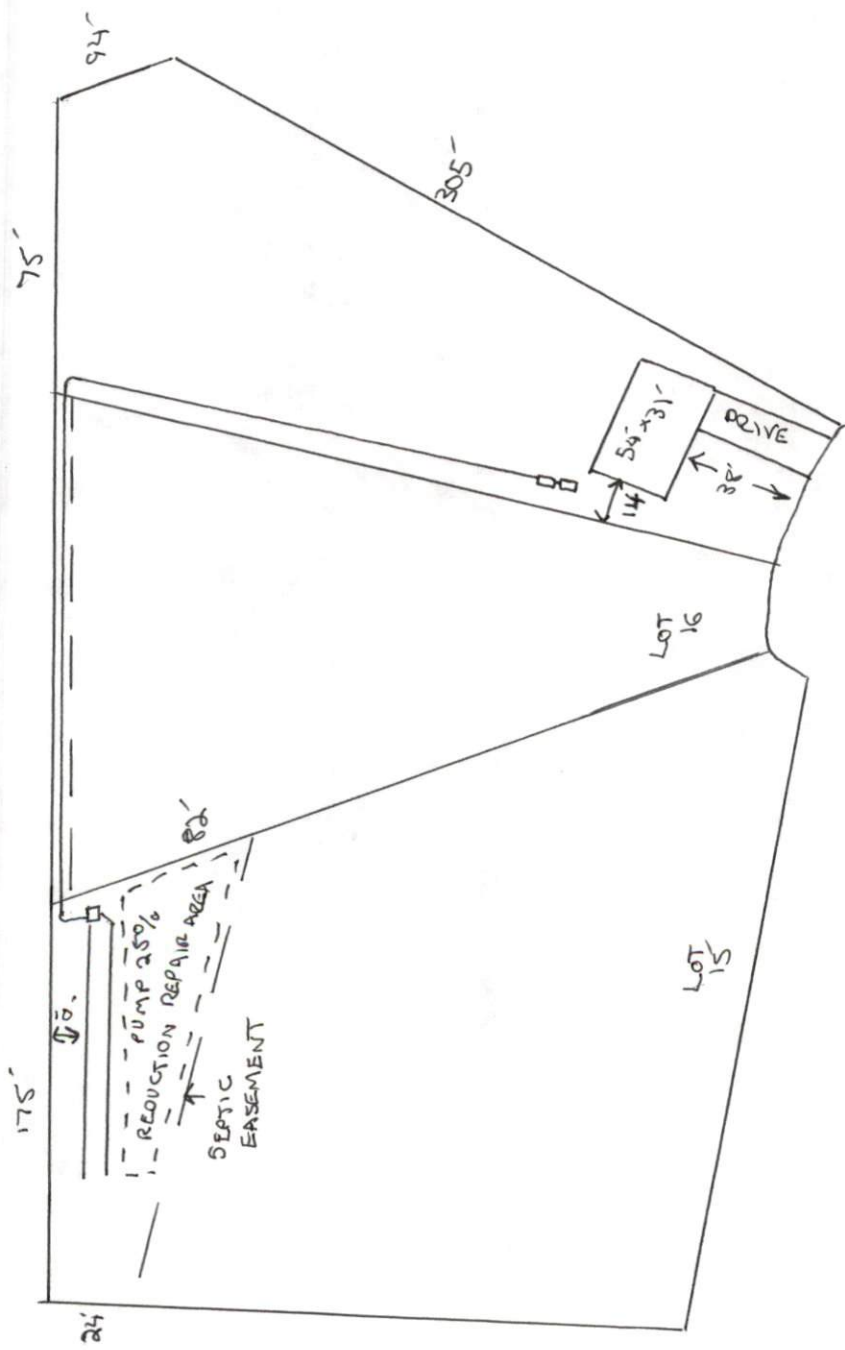 94'
75'
305'
175'
24'
10'
PUMP 25%
REDUCTION REPAIR AREA
82'
SEPTIC
EASEMENT
14'
54'x31'
38'
DRIVE
LOT
16
LOT
15